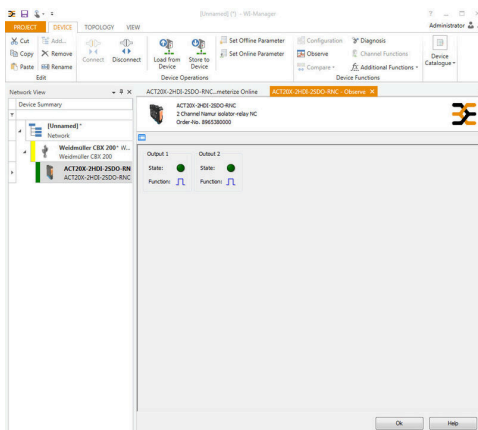 [Unnamed] (*) - WI-Manager
PROJECT DEVICE TOPOLOGY VIEW Administrator
Cut Add... Set Offline Parameter Configuration Diagnosis
Copy Remove Set Online Parameter Observe Channel Functions
Paste Rename Connect Disconnect Load from Device Store to Device Compare Additional Functions Device Catalogue
Edit Device Operations Device Functions
Network View ACT20X-2HDI-2SDO-RNC...meterize Online ACT20X-2HDI-2SDO-RNC - Observe
Device Summary
ACT20X-2HDI-2SDO-RNC
2 Channel Namur isolator-relay NC
Order-No. 8965380000
[Unnamed]*
Network
Weidmüller CBX 200* W...
Weidmüller CBX 200
ACT20X-2HDI-2SDO-RN
ACT20X-2HDI-2SDO-RNC
Output 1 Output 2
State: State:
Function: Function:
Ok Help